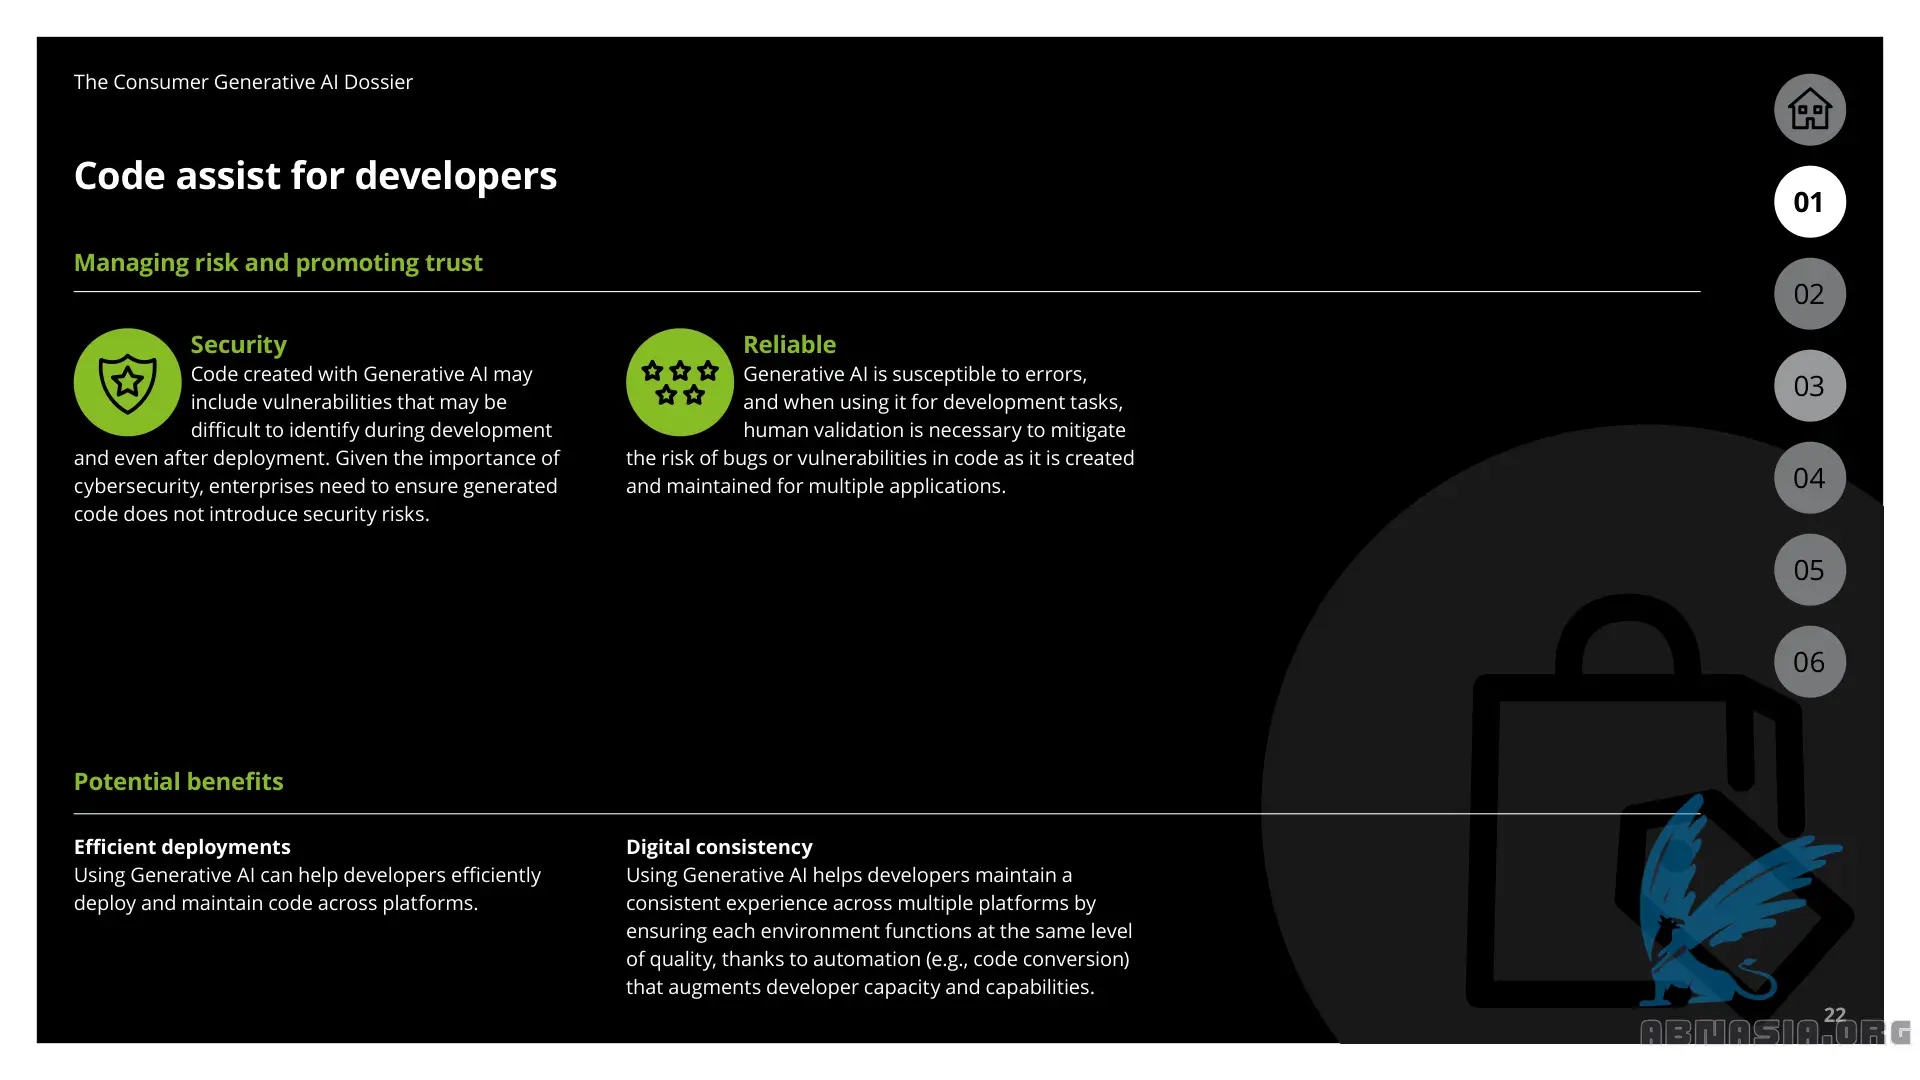 The Consumer Generative AI Dossier
Code assist for developers
Managing risk and promoting trust
Security
Code created with Generative AI may
include vulnerabilities that may be
difficult to identify during development
and even after deployment. Given the importance of
cybersecurity, enterprises need to ensure generated
code does not introduce security risks.
Reliable
Generative AI is susceptible to errors,
and when using it for development tasks,
human validation is necessary to mitigate
the risk of bugs or vulnerabilities in code as it is created
and maintained for multiple applications.
Potential benefits
Efficient deployments
Using Generative AI can help developers efficiently
deploy and maintain code across platforms.
Digital consistency
Using Generative AI helps developers maintain a
consistent experience across multiple platforms by
ensuring each environment functions at the same level
of quality, thanks to automation (e.g., code conversion)
that augments developer capacity and capabilities.
01
02
03
04
05
06
22
ABNASIA.ORG